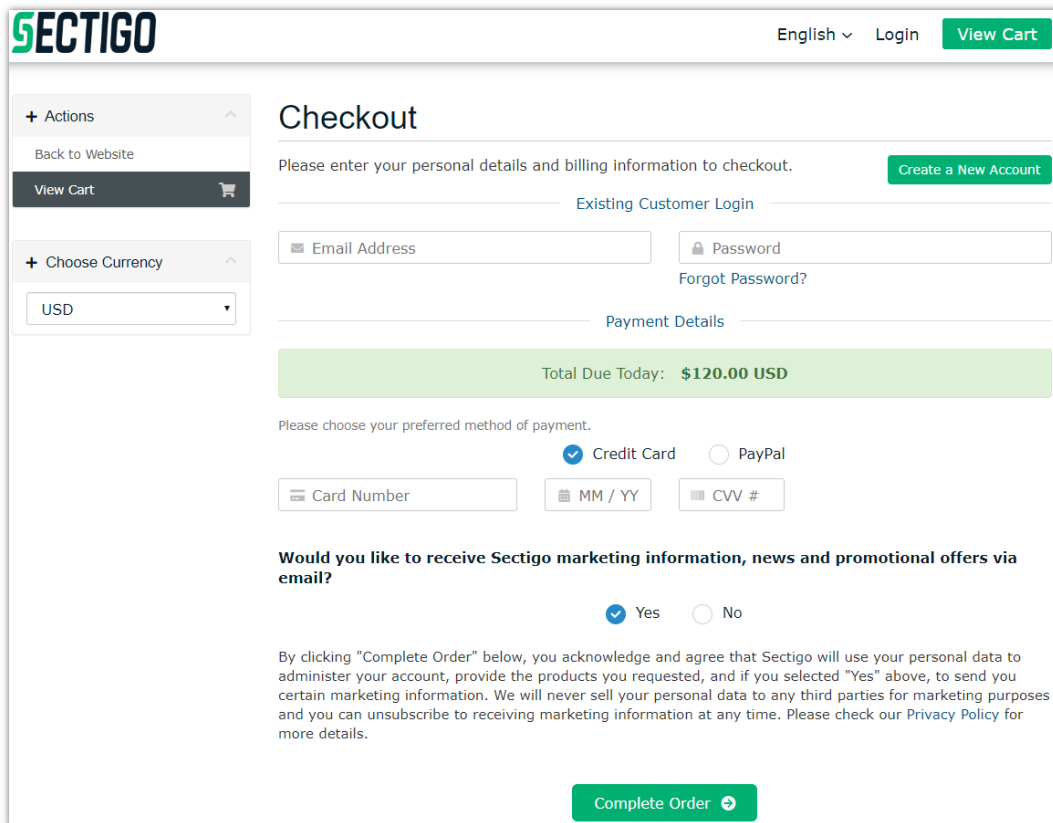 SECTIGO
English
Login
View Cart
Actions
Back to Website
View Cart
Choose Currency
USD
Checkout
Please enter your personal details and billing information to checkout.
Create a New Account
Existing Customer Login
Email Address
Password
Forgot Password?
Payment Details
Total Due Today: $120.00 USD
Please choose your preferred method of payment.
Credit Card
PayPal
Card Number
MM / YY
CVV #
Would you like to receive Sectigo marketing information, news and promotional offers via
email?
Yes
No
By clicking "Complete Order" below, you acknowledge and agree that Sectigo will use your personal data to
administer your account, provide the products you requested, and if you selected "Yes" above, to send you
certain marketing information. We will never sell your personal data to any third parties for marketing purposes
and you can unsubscribe to receiving marketing information at any time. Please check our Privacy Policy for
more details.
Complete Order